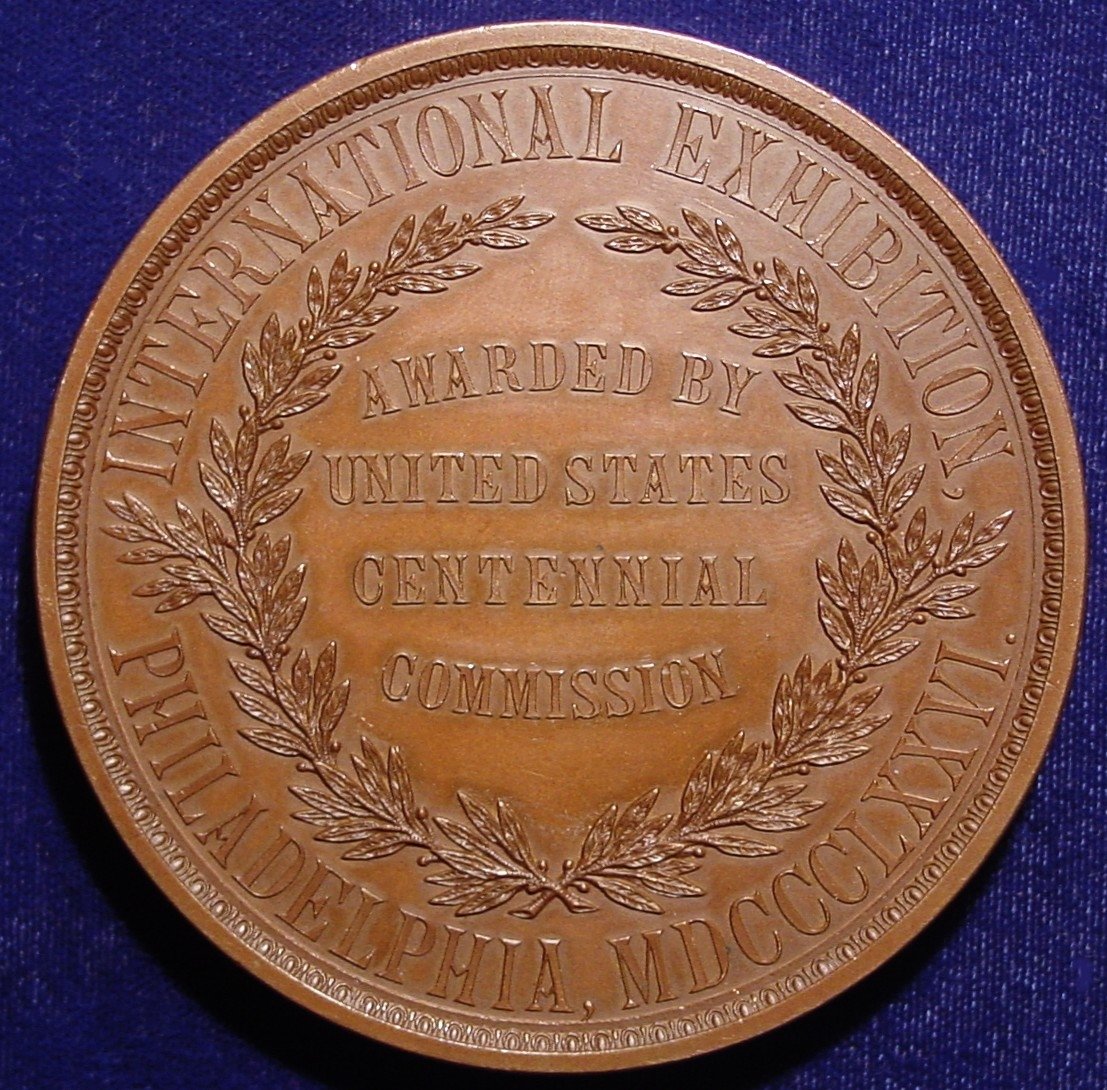 INTERNATIONAL EXHIBITION,
PHILADELPHIA, MDCCCLXXVI.
AWARDED BY
UNITED STATES
CENTENNIAL
COMMISSION